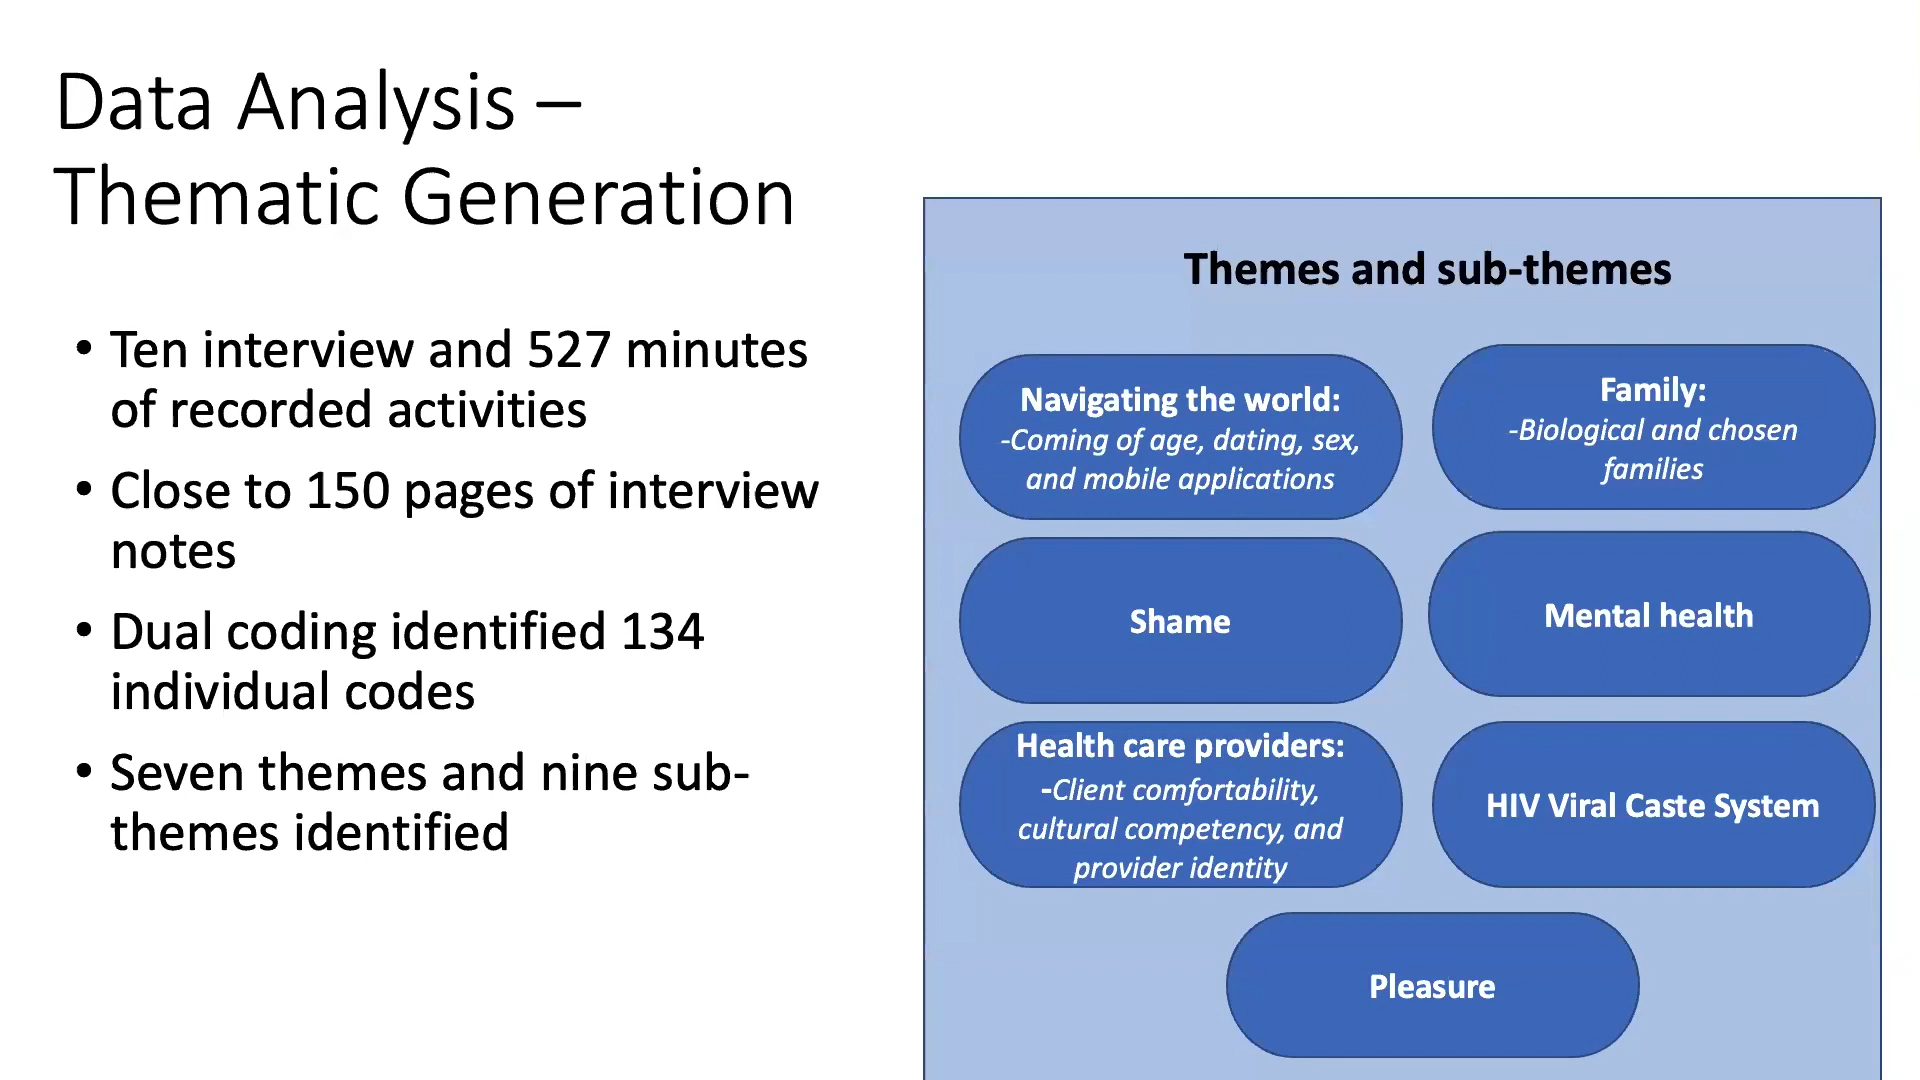 Data Analysis –
Thematic Generation
• Ten interview and 527 minutes
of recorded activities
• Close to 150 pages of interview
notes
• Dual coding identified 134
individual codes
• Seven themes and nine sub-
themes identified
Themes and sub-themes
Navigating the world:
-Coming of age, dating, sex,
and mobile applications
Family:
-Biological and chosen
families
Shame
Mental health
Health care providers:
-Client comfortability,
cultural competency, and
provider identity
HIV Viral Caste System
Pleasure